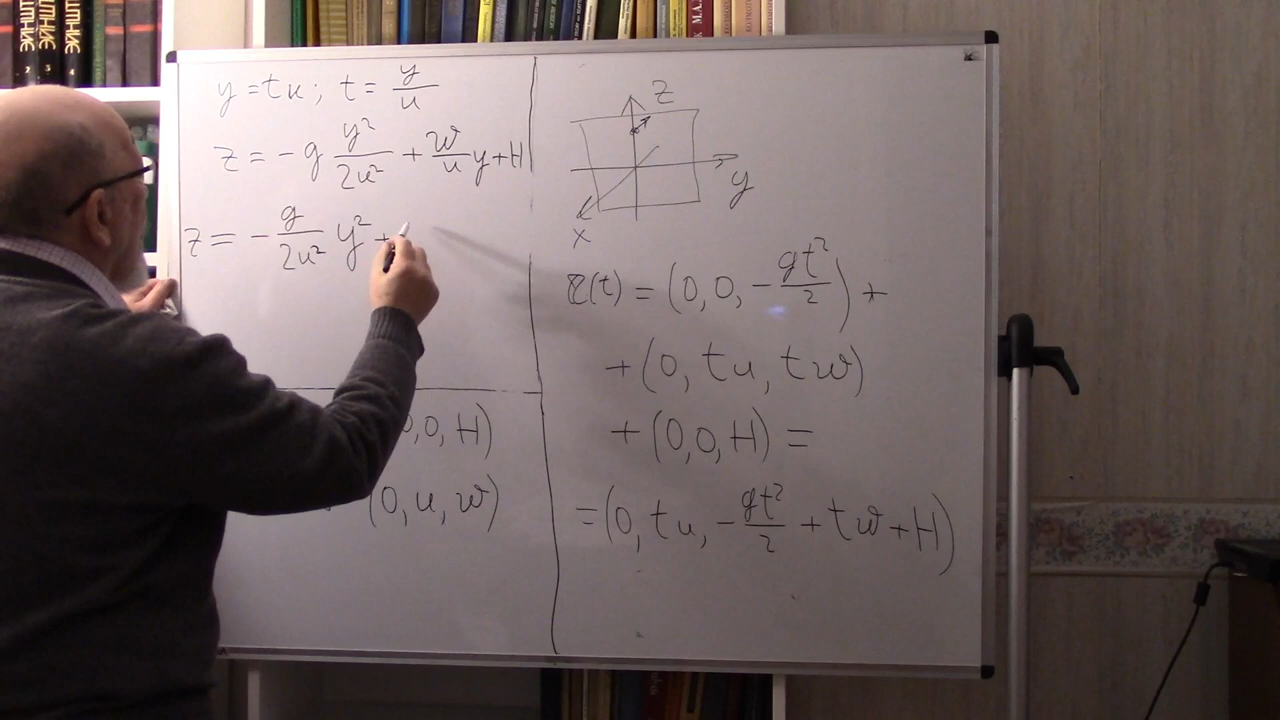 y = tu; t = y/u
z = -g y²/2u² + w/u y + H
z = -g/2u² y² +
0,0,H)
(0,u,w)
z
y
x
r(t) = (0,0,-gt²/2) +
+ (0, tu, tw)
+ (0,0,H) =
= (0, tu, -gt²/2 + tw + H)